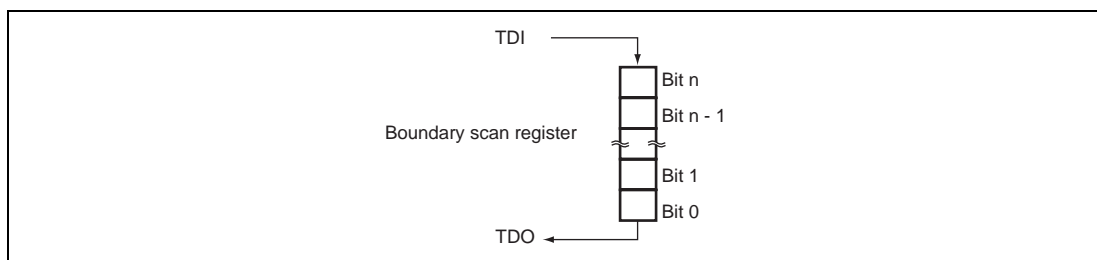 TDI
Bit n
Bit n - 1
Boundary scan register
Bit 1
Bit 0
TDO